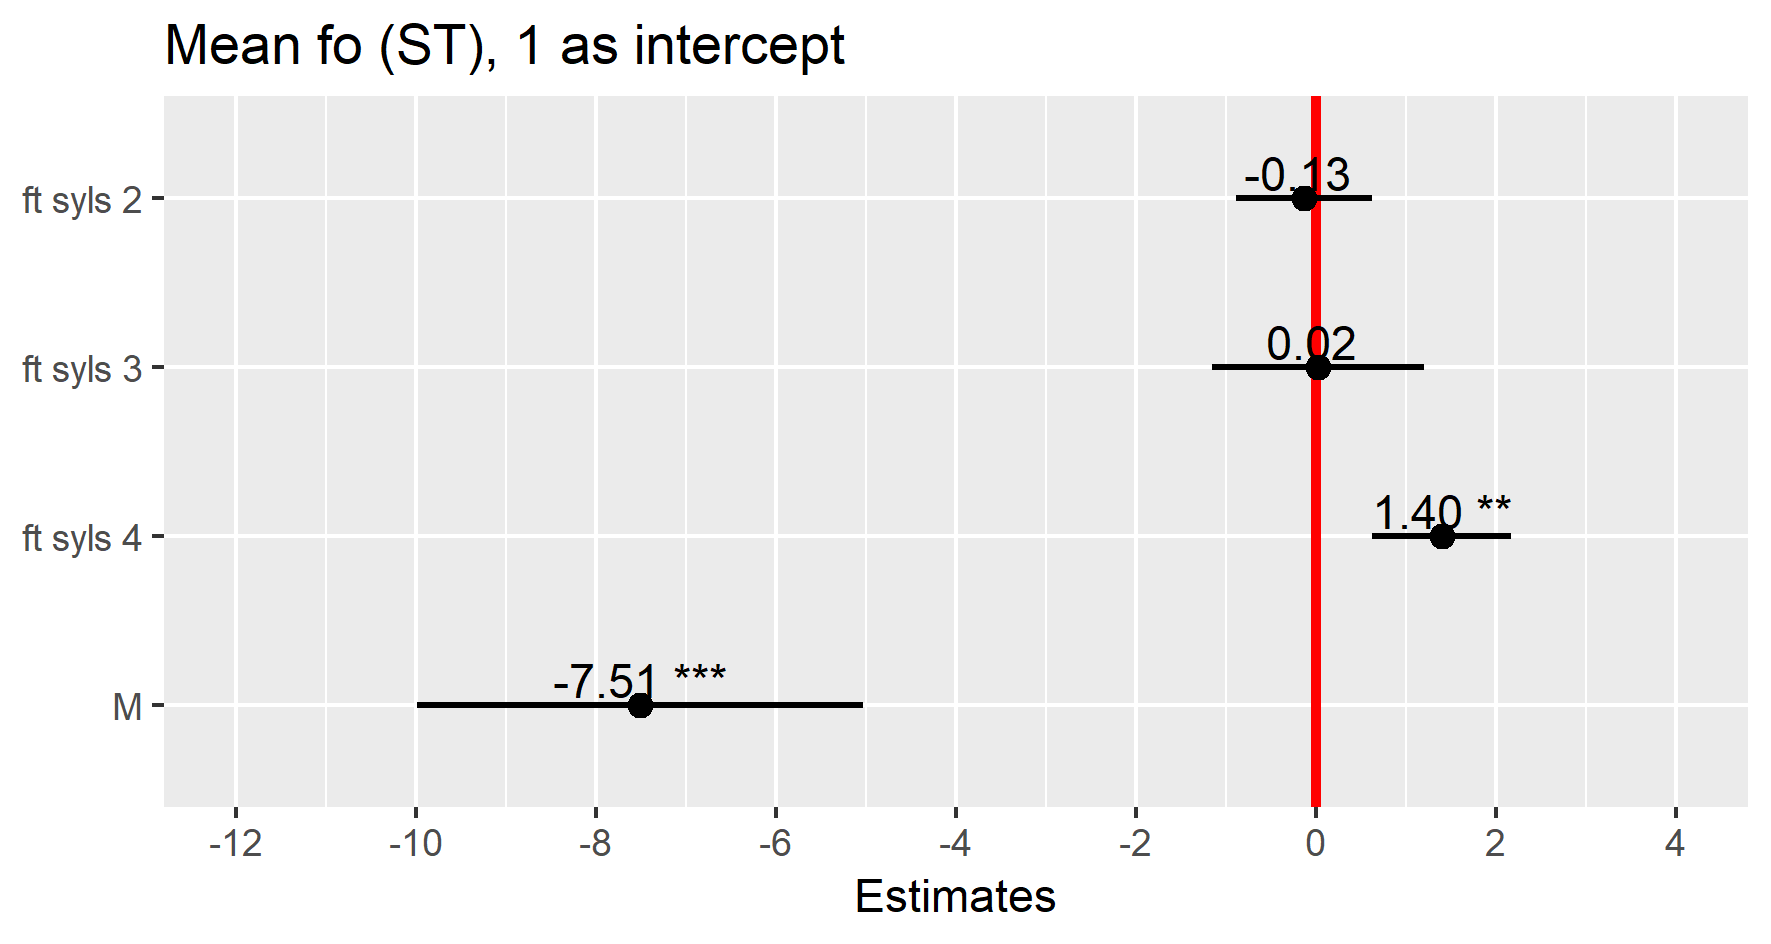 Mean fo (ST), 1 as intercept
ft syls 2
-0.13
ft syls 3
0.02
ft syls 4
1.40 **
M
-7.51 ***
-12 -10 -8 -6 -4 -2 0 2 4
Estimates